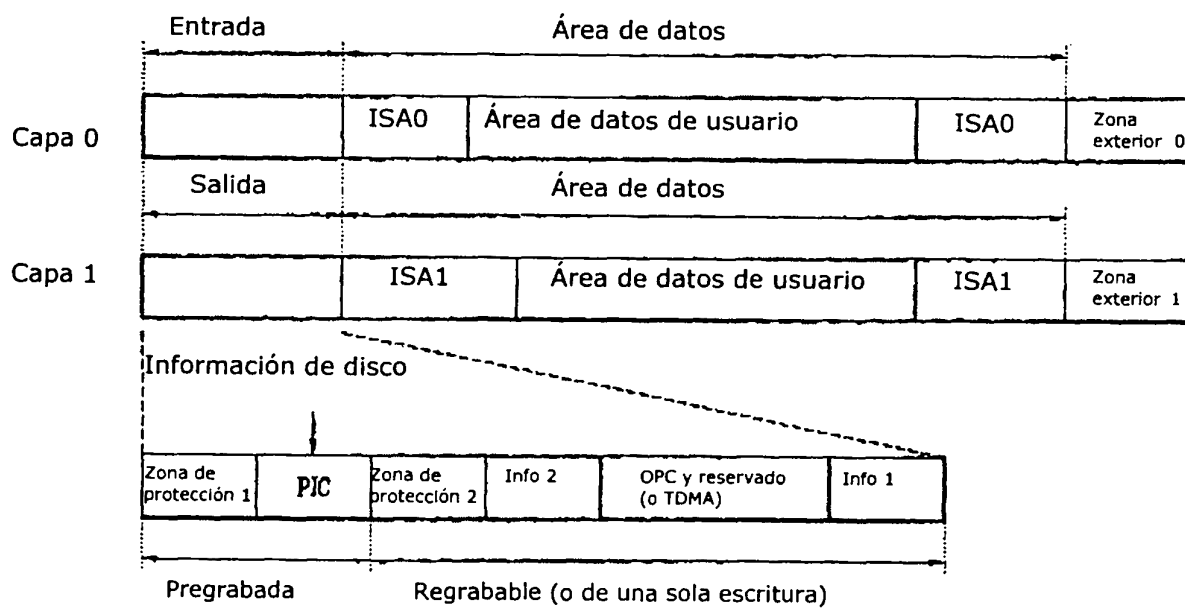 Entrada
Área de datos
Capa 0
ISA0
Área de datos de usuario
ISA0
Zona
exterior 0
Salida
Área de datos
Capa 1
ISA1
Área de datos de usuario
ISA1
Zona
exterior 1
Información de disco
Zona de
protección 1
PIC
Zona de
protección 2
Info 2
OPC y reservado
(o TDMA)
Info 1
Pregrabada
Regrabable (o de una sola escritura)